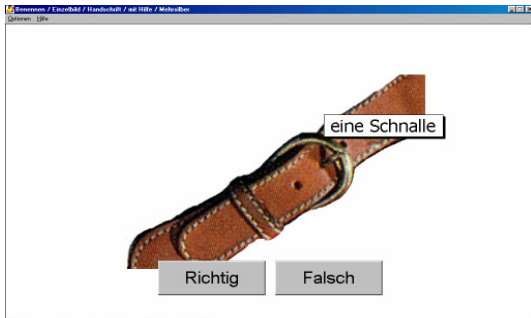 Benennen / Einzelbild / Handschrift / mit Hilfe / Mehrsilber
Optionen Hilfe
eine Schnalle
Richtig Falsch